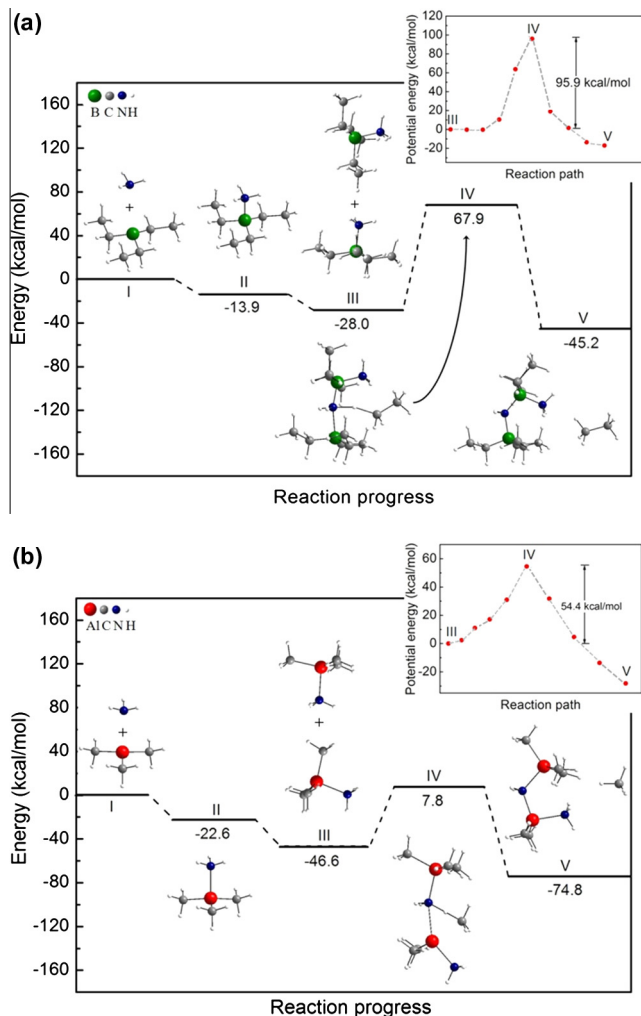 (a)
B C N H
Energy (kcal/mol)
160
120
80
40
0
-40
-80
-120
-160
+
+
I
II
-13.9
III
-28.0
IV
67.9
V
-45.2
Reaction progress
Potential energy (kcal/mol)
120
100
80
60
40
20
0
-20
III
IV
V
95.9 kcal/mol
Reaction path
(b)
Al C N H
Energy (kcal/mol)
160
120
80
40
0
-40
-80
-120
-160
+
+
I
II
-22.6
III
-46.6
IV
7.8
V
-74.8
Reaction progress
Potential energy (kcal/mol)
60
40
20
0
-20
III
IV
V
54.4 kcal/mol
Reaction path